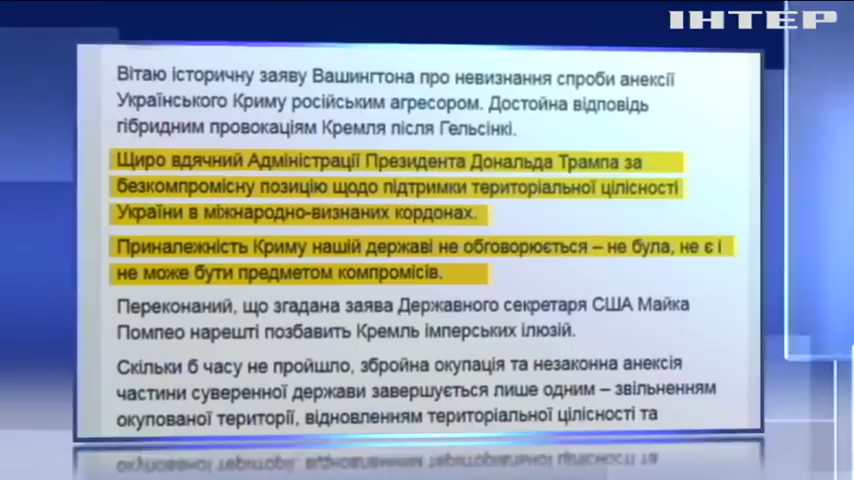 ІНТЕР
Вітаю історичну заяву Вашингтона про невизнання спроби анексії
Українського Криму російським агресором. Достойна відповідь
гібридним провокаціям Кремля після Гельсінкі.
Щиро вдячний Адміністрації Президента Дональда Трампа за
безкомпромісну позицію щодо підтримки територіальної цілісності
України в міжнародно-визнаних кордонах.
Приналежність Криму нашій державі не обговорюється – не була, не є і
не може бути предметом компромісів.
Переконаний, що згадана заява Державного секретаря США Майка
Помпео нарешті позбавить Кремль імперських ілюзій.
Скільки б часу не пройшло, збройна окупація та незаконна анексія
частини суверенної держави завершується лише одним – звільненням
окупованої території, відновленням територіальної цілісності та